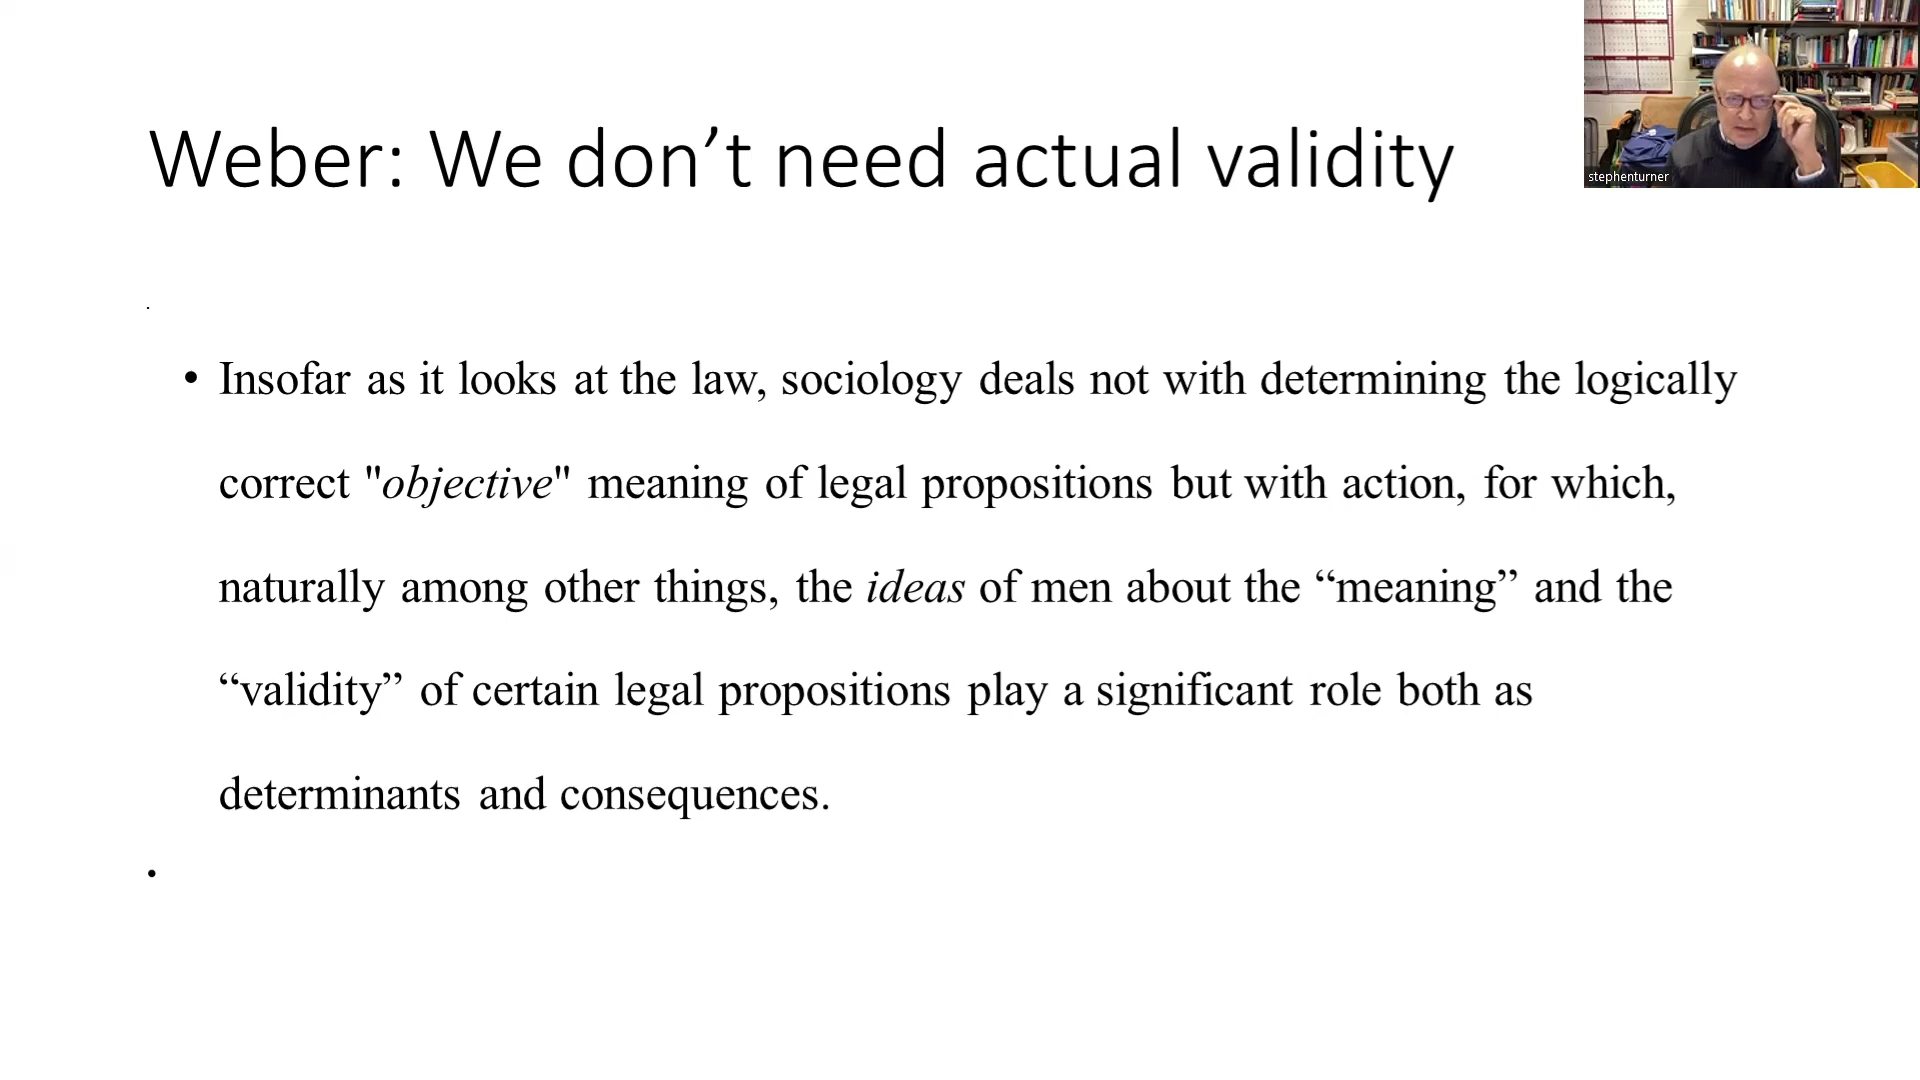 Weber: We don’t need actual validity
stephenturner
• Insofar as it looks at the law, sociology deals not with determining the logically
correct "objective" meaning of legal propositions but with action, for which,
naturally among other things, the ideas of men about the “meaning” and the
“validity” of certain legal propositions play a significant role both as
determinants and consequences.